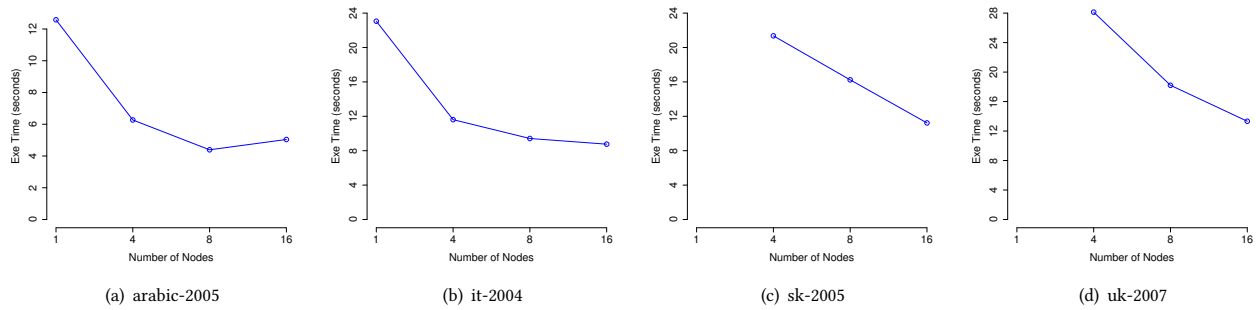 Exe Time (seconds)
0 2 4 6 8 10 12
1 4 8 16
Number of Nodes
(a) arabic-2005
Exe Time (seconds)
0 4 8 12 16 20 24
1 4 8 16
Number of Nodes
(b) it-2004
Exe Time (seconds)
0 4 8 12 16 20 24
1 4 8 16
Number of Nodes
(c) sk-2005
Exe Time (seconds)
0 4 8 12 16 20 24 28
1 4 8 16
Number of Nodes
(d) uk-2007